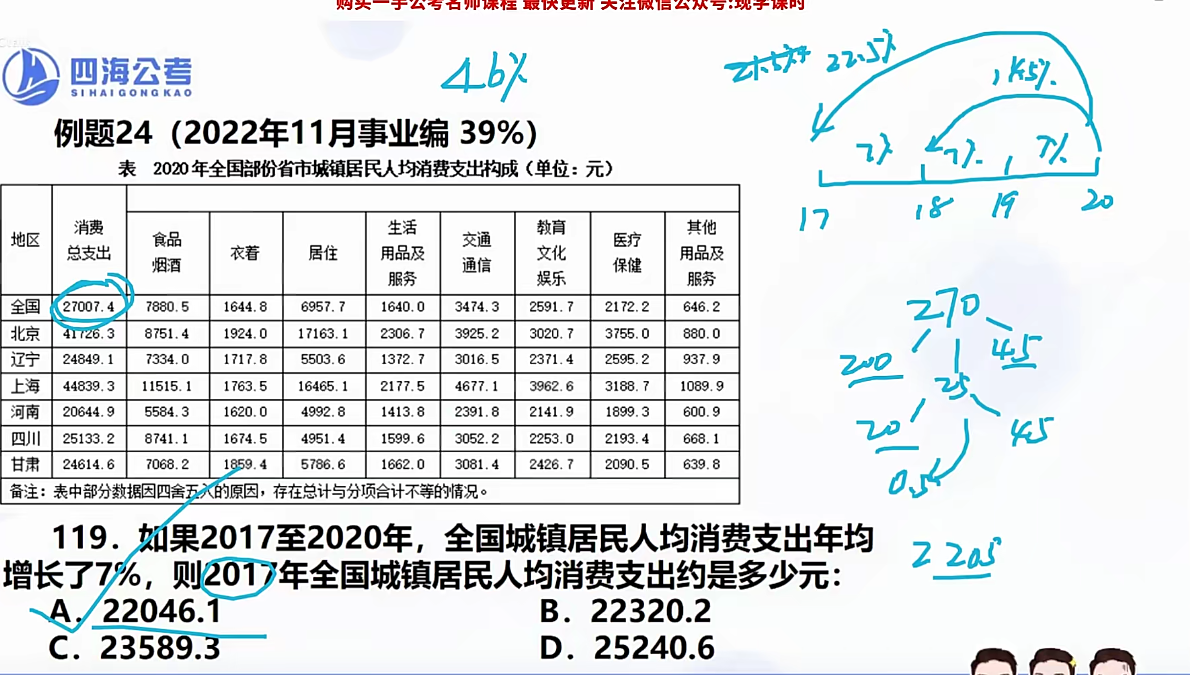 购买一手公考名师课程 最快更新 关注微信公众号:现学课时
四海公考
SIHAIGONGKAO
4.6%
例题24（2022年11月事业编 39%）
表 2020年全国部份省市城镇居民人均消费支出构成（单位：元）
地区 消费总支出 食品烟酒 衣着 居住 生活用品及服务 交通通信 教育文化娱乐 医疗保健 其他用品及服务
全国 27007.4 7880.5 1644.8 6957.7 1640.0 3474.3 2591.7 2172.2 646.2
北京 41726.3 8751.4 1924.0 17163.1 2306.7 3925.2 3020.7 3755.0 880.0
辽宁 24849.1 7334.0 1717.8 5503.6 1372.7 3016.5 2371.4 2595.2 937.9
上海 44839.3 11515.1 1763.5 16465.1 2177.5 4677.1 3962.6 3188.7 1089.9
河南 20644.9 5584.3 1620.0 4992.8 1413.8 2391.8 2141.9 1899.3 600.9
四川 25133.2 8741.1 1674.5 4951.4 1599.6 3052.2 2253.0 2193.4 668.1
甘肃 24614.6 7068.2 1859.4 5786.6 1662.0 3081.4 2426.7 2090.5 639.8
备注：表中部分数据因四舍五入的原因，存在总计与分项合计不等的情况。
119．如果2017至2020年，全国城镇居民人均消费支出年均
增长了7%，则2017年全国城镇居民人均消费支出约是多少元：
A．22046.1
B．22320.2
C．23589.3
D．25240.6
22.5%
7% 7% 7%
17 18 19 20
270
200 25 45
20 0.5 4.5
2205